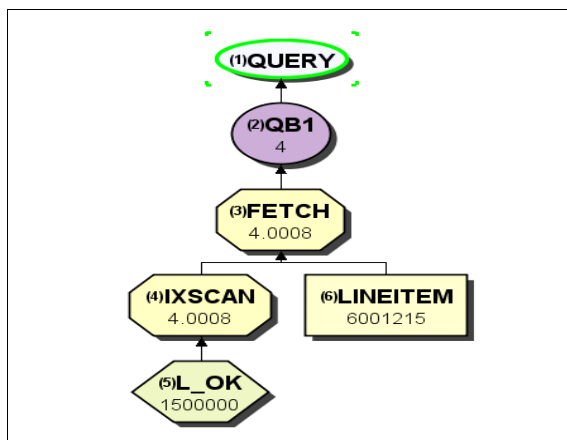 (1)QUERY
(2)QB1
4
(3)FETCH
4.0008
(4)IXSCAN
4.0008
(6)LINEITEM
6001215
(5)L_OK
1500000